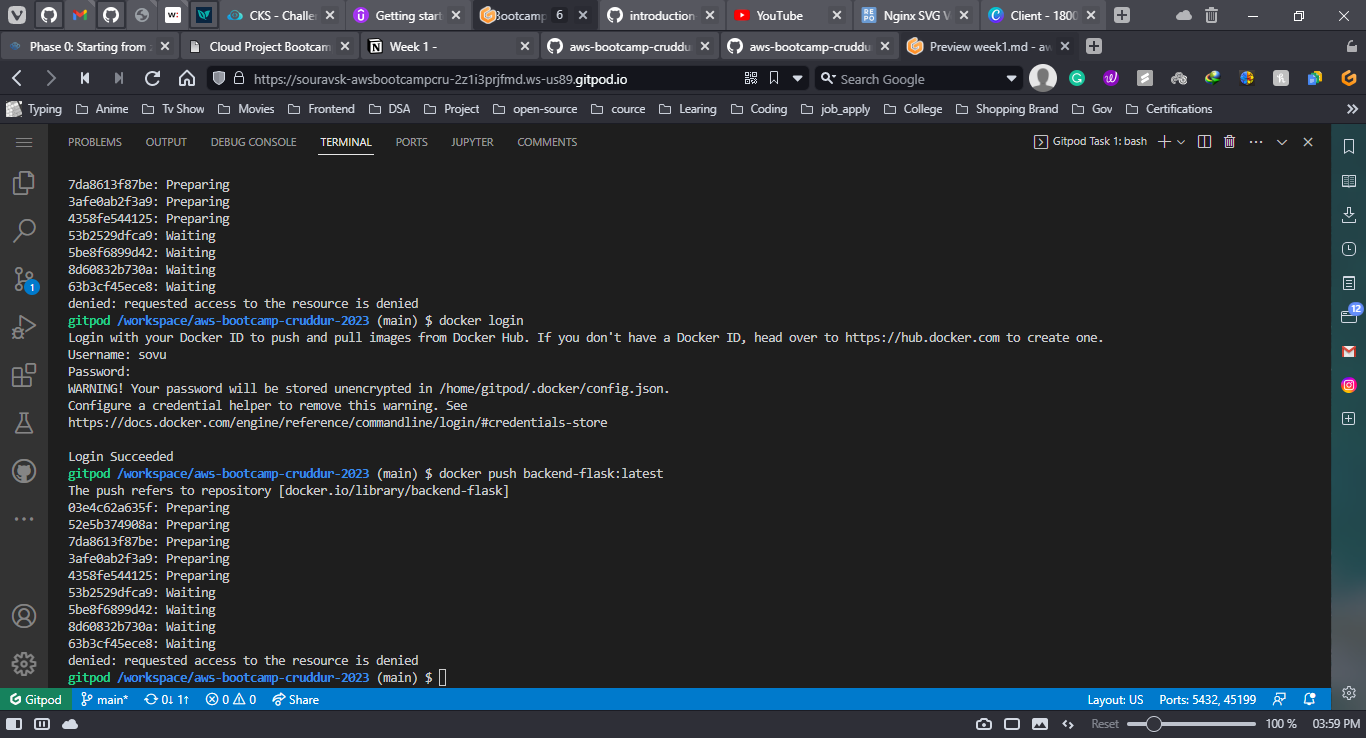 CKS - Challe
Getting start
Bootcamp 6
introduction
YouTube
REPO Nginx SVG V
Client - 1800
Phase 0: Starting from
Cloud Project Bootcam
Week 1 -
aws-bootcamp-cruddu
aws-bootcamp-cruddu
Preview week1.md - aw
https://souravsk-awsbootcampcru-2z1i3prjfmd.ws-us89.gitpod.io
Search Google
Typing
Anime
Tv Show
Movies
Frontend
DSA
Project
open-source
cource
Learing
Coding
job_apply
College
Shopping Brand
Gov
Certifications
PROBLEMS
OUTPUT
DEBUG CONSOLE
TERMINAL
PORTS
JUPYTER
COMMENTS
Gitpod Task 1: bash
7da8613f87be: Preparing
3afe0ab2f3a9: Preparing
4358fe544125: Preparing
53b2529dfca9: Waiting
5be8f6899d42: Waiting
8d60832b730a: Waiting
63b3cf45ece8: Waiting
denied: requested access to the resource is denied
gitpod /workspace/aws-bootcamp-cruddur-2023 (main) $ docker login
Login with your Docker ID to push and pull images from Docker Hub. If you don't have a Docker ID, head over to https://hub.docker.com to create one.
Username: sovu
Password:
WARNING! Your password will be stored unencrypted in /home/gitpod/.docker/config.json.
Configure a credential helper to remove this warning. See
https://docs.docker.com/engine/reference/commandline/login/#credentials-store
Login Succeeded
gitpod /workspace/aws-bootcamp-cruddur-2023 (main) $ docker push backend-flask:latest
The push refers to repository [docker.io/library/backend-flask]
03e4c62a635f: Preparing
52e5b374908a: Preparing
7da8613f87be: Preparing
3afe0ab2f3a9: Preparing
4358fe544125: Preparing
53b2529dfca9: Waiting
5be8f6899d42: Waiting
8d60832b730a: Waiting
63b3cf45ece8: Waiting
denied: requested access to the resource is denied
gitpod /workspace/aws-bootcamp-cruddur-2023 (main) $
1
12
Gitpod
main*
0↓ 1↑
0 0
Share
Layout: US
Ports: 5432, 45199
Reset
100 %
03:59 PM